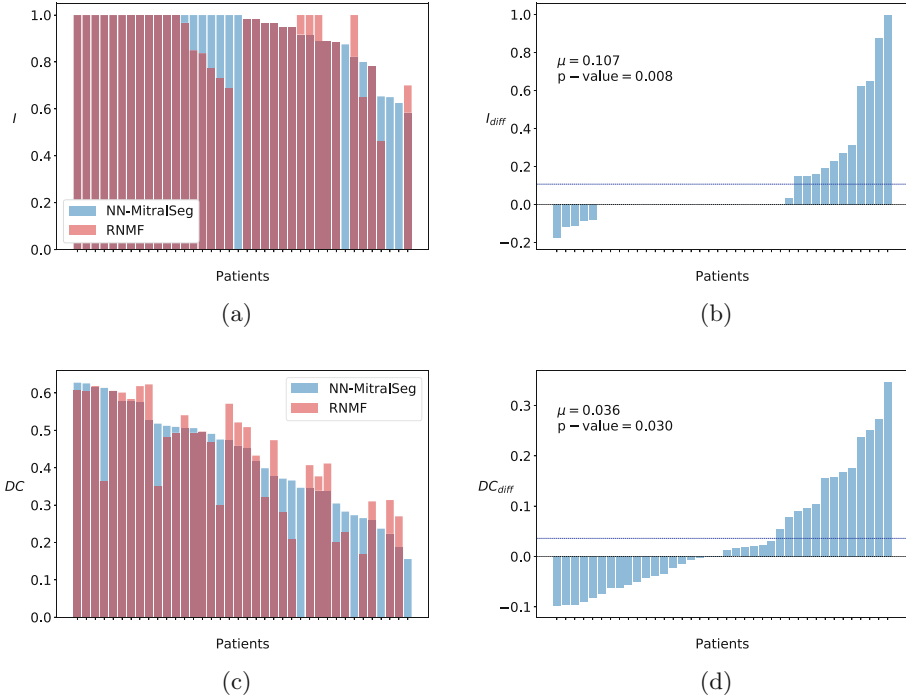 1.0
0.8
0.6
I
0.4
0.2
0.0
NN-MitralSeg
RNMF
Patients
(a)
1.0
0.8
0.6
0.4
0.2
0.0
−0.2
I_diff
μ = 0.107
p − value = 0.008
Patients
(b)
0.6
0.5
0.4
DC
0.3
0.2
0.1
0.0
NN-MitralSeg
RNMF
Patients
(c)
0.3
0.2
0.1
0.0
−0.1
DC_diff
μ = 0.036
p − value = 0.030
Patients
(d)